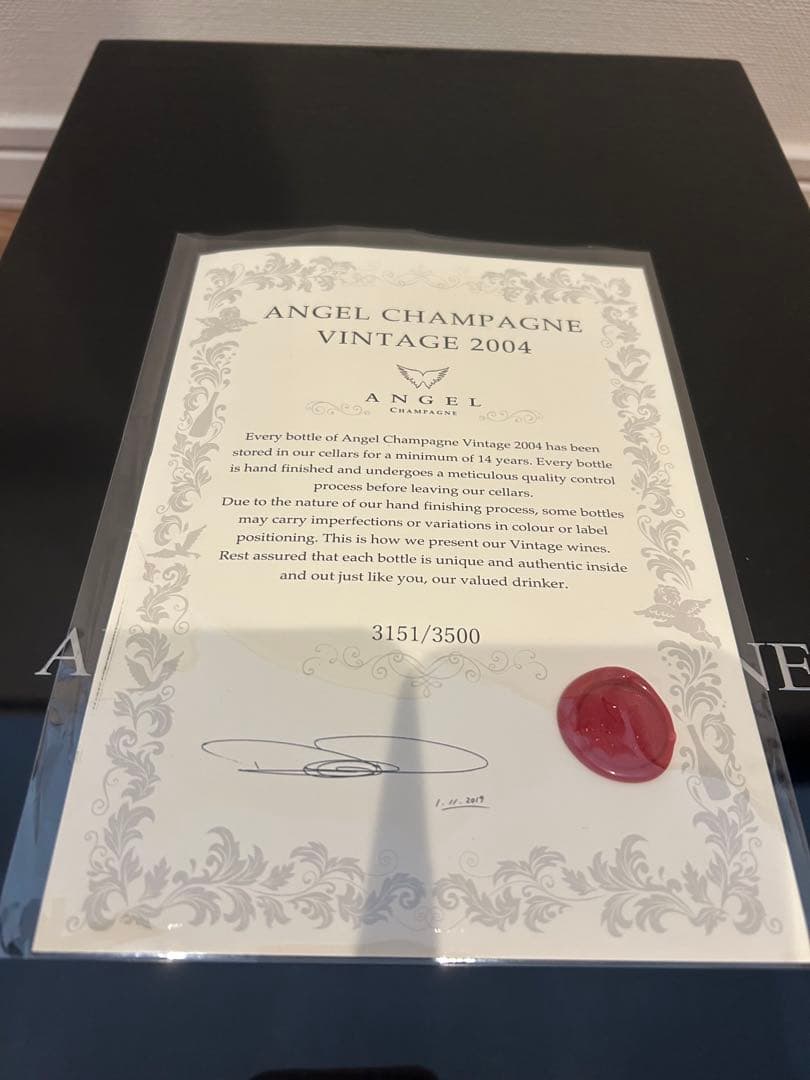 ANGEL CHAMPAGNE
VINTAGE 2004
ANGEL
CHAMPAGNE
Every bottle of Angel Champagne Vintage 2004 has been
stored in our cellars for a minimum of 14 years. Every bottle
is hand finished and undergoes a meticulous quality control
process before leaving our cellars.
Due to the nature of our hand finishing process, some bottles
may carry imperfections or variations in colour or label
positioning. This is how we present our Vintage wines.
Rest assured that each bottle is unique and authentic inside
and out just like you, our valued drinker.
3151/3500
A NE
1.11.2019